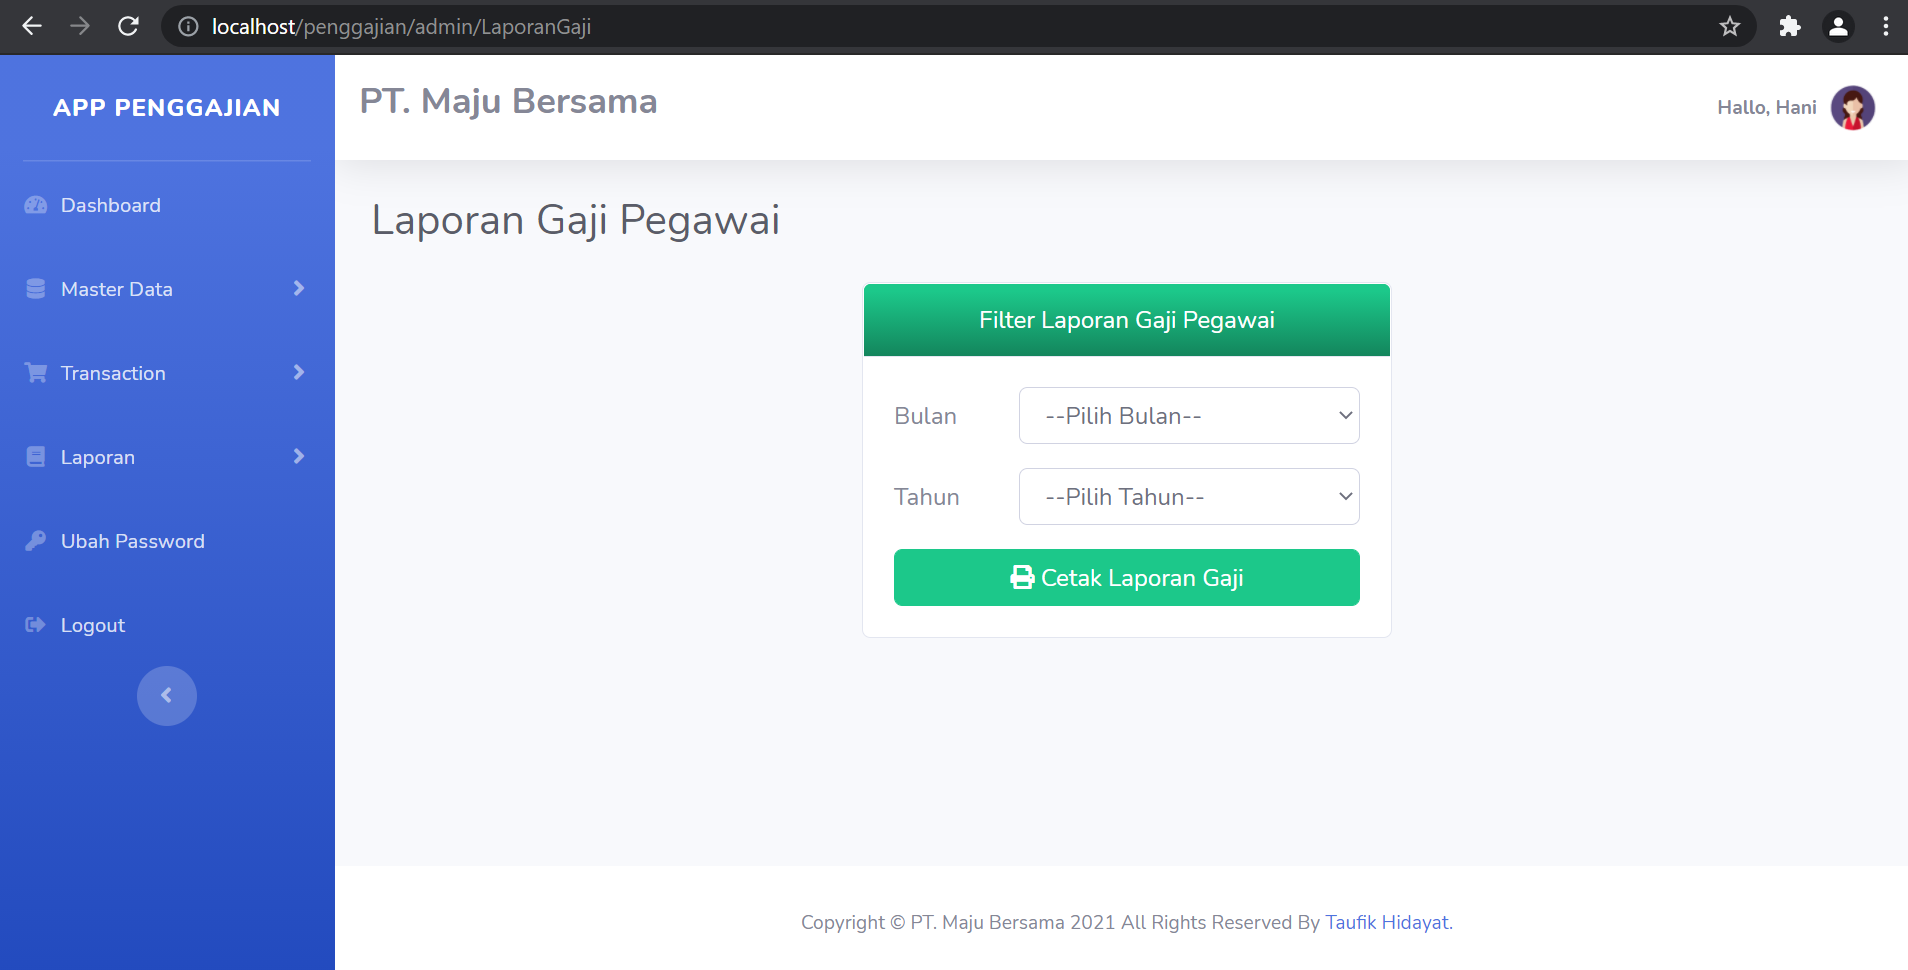 localhost/penggajian/admin/LaporanGaji
APP PENGGAJIAN
Dashboard
Master Data
Transaction
Laporan
Ubah Password
Logout
PT. Maju Bersama
Hallo, Hani
Laporan Gaji Pegawai
Filter Laporan Gaji Pegawai
Bulan --Pilih Bulan--
Tahun --Pilih Tahun--
Cetak Laporan Gaji
Copyright © PT. Maju Bersama 2021 All Rights Reserved By Taufik Hidayat.